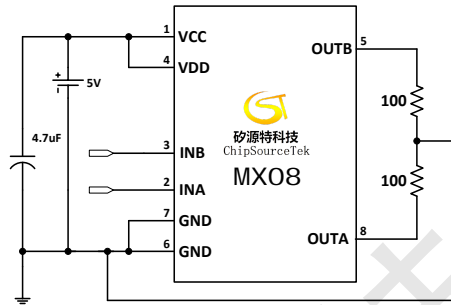 1 VCC
4 VDD
OUTB 5
+
-
5V
4.7uF
100
矽源特科技
ChipSourceTek
MX08
3 INB
2 INA
100
7 GND
6 GND
OUTA 8